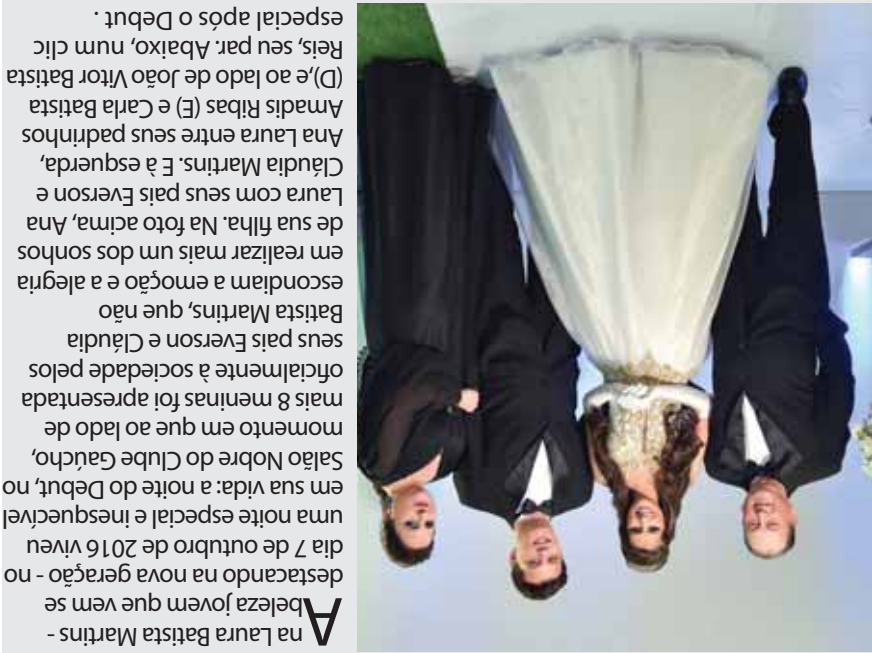 Ana Laura Batista Martins -
beleza jovem que vem se
destacando na nova geração - no
dia 7 de outubro de 2016 viveu
uma noite especial e inesquecível
em sua vida: a noite do Debut, no
Salão Nobre do Clube Gaúcho,
momento em que ao lado de
mais 8 meninas foi apresentada
oficialmente à sociedade pelos
seus pais Everson e Cláudia
Batista Martins, que não
escondiam a emoção e a alegria
em realizar mais um dos sonhos
de sua filha. Na foto acima, Ana
Laura com seus pais Everson e
Cláudia Martins. E à esquerda,
Ana Laura entre seus padrinhos
Amadis Ribas (E) e Carla Batista
(D),e ao lado de João Vitor Batista
Reis, seu par. Abaixo, num clic
especial após o Debut .